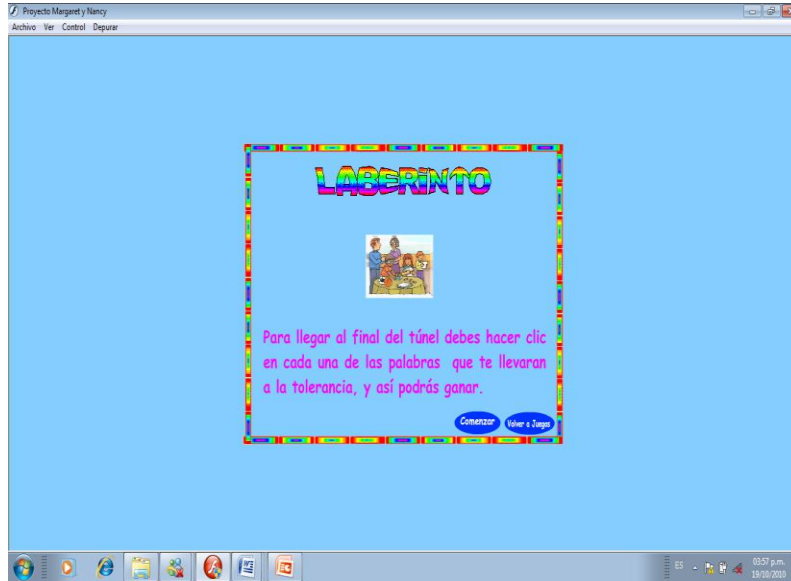 Proyecto Margaret y Nancy
Archivo Ver Control Depurar
LABERiNTO
Para llegar al final del túnel debes hacer clic
en cada una de las palabras que te llevaran
a la tolerancia, y así podrás ganar.
Comenzar Volver a Juegos
ES 03:57 p.m.
19/10/2010